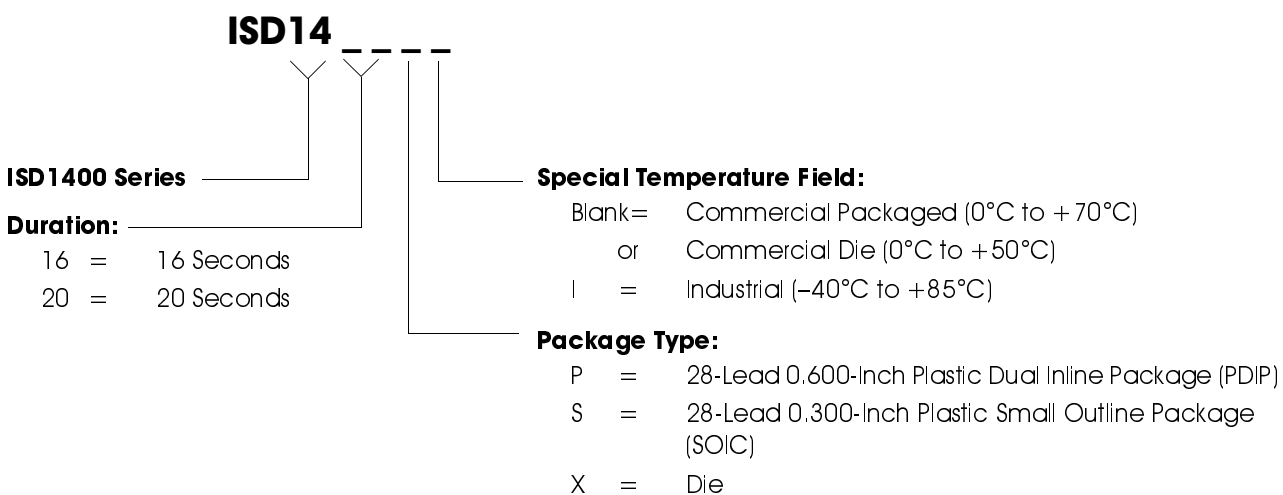 ISD14 _ _ _ _
ISD1400 Series
Duration:
16 = 16 Seconds
20 = 20 Seconds
Special Temperature Field:
Blank= Commercial Packaged (0°C to +70°C)
or Commercial Die (0°C to +50°C)
I = Industrial (–40°C to +85°C)
Package Type:
P = 28-Lead 0.600-Inch Plastic Dual Inline Package (PDIP)
S = 28-Lead 0.300-Inch Plastic Small Outline Package
(SOIC)
X = Die